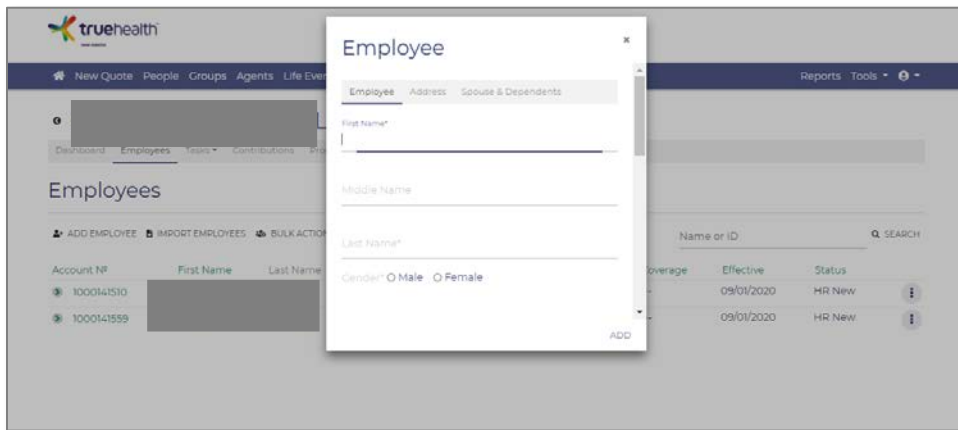 truehealth
New Quote People Groups Agents Life Even
Reports Tools
Dashboard Employees Tasks Contributions Pro
Employees
ADD EMPLOYEE IMPORT EMPLOYEES BULK ACTION
Name or ID SEARCH
Account Nº First Name Last Name overage Effective Status
1000141510 09/01/2020 HR New
1000141559 09/01/2020 HR New
Employee
×
Employee Address Spouse & Dependents
First Name*
Middle Name
Last Name*
Gender* Male Female
ADD